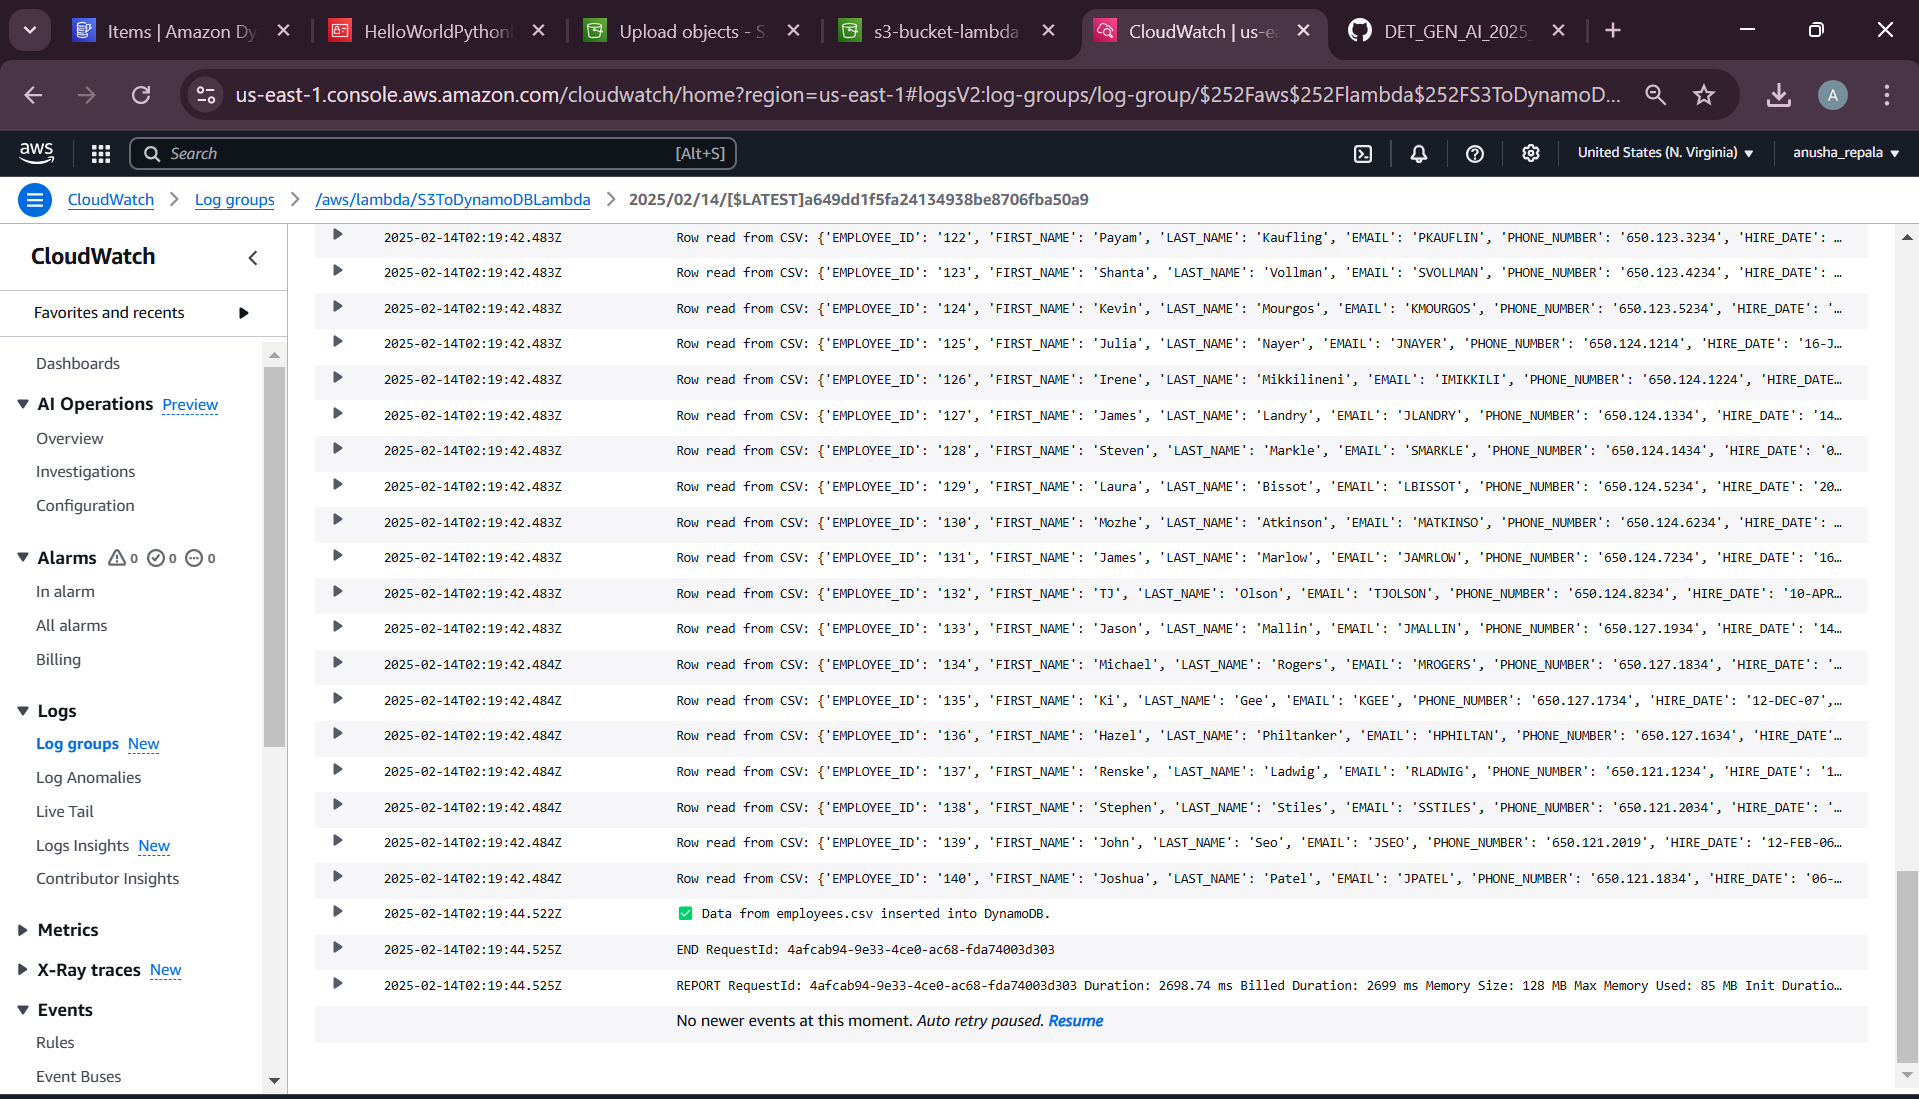 Items | Amazon Dy
HelloWorldPython
Upload objects - S
s3-bucket-lambda
CloudWatch | us-ea
DET_GEN_AI_2025_
us-east-1.console.aws.amazon.com/cloudwatch/home?region=us-east-1#logsV2:log-groups/log-group/$252Faws$252Flambda$252FS3ToDynamoD...
A
aws
Search
[Alt+S]
United States (N. Virginia)
anusha_repala
CloudWatch
Log groups
/aws/lambda/S3ToDynamoDBLambda
2025/02/14/[$LATEST]a649dd1f5fa24134938be8706fba50a9
CloudWatch
Favorites and recents
Dashboards
AI Operations Preview
Overview
Investigations
Configuration
Alarms 0 0 0
In alarm
All alarms
Billing
Logs
Log groups New
Log Anomalies
Live Tail
Logs Insights New
Contributor Insights
Metrics
X-Ray traces New
Events
Rules
Event Buses
2025-02-14T02:19:42.483Z Row read from CSV: {'EMPLOYEE_ID': '122', 'FIRST_NAME': 'Payam', 'LAST_NAME': 'Kaufling', 'EMAIL': 'PKAUFLIN', 'PHONE_NUMBER': '650.123.3234', 'HIRE_DATE': …
2025-02-14T02:19:42.483Z Row read from CSV: {'EMPLOYEE_ID': '123', 'FIRST_NAME': 'Shanta', 'LAST_NAME': 'Vollman', 'EMAIL': 'SVOLLMAN', 'PHONE_NUMBER': '650.123.4234', 'HIRE_DATE': …
2025-02-14T02:19:42.483Z Row read from CSV: {'EMPLOYEE_ID': '124', 'FIRST_NAME': 'Kevin', 'LAST_NAME': 'Mourgos', 'EMAIL': 'KMOURGOS', 'PHONE_NUMBER': '650.123.5234', 'HIRE_DATE': '…
2025-02-14T02:19:42.483Z Row read from CSV: {'EMPLOYEE_ID': '125', 'FIRST_NAME': 'Julia', 'LAST_NAME': 'Nayer', 'EMAIL': 'JNAYER', 'PHONE_NUMBER': '650.124.1214', 'HIRE_DATE': '16-J…
2025-02-14T02:19:42.483Z Row read from CSV: {'EMPLOYEE_ID': '126', 'FIRST_NAME': 'Irene', 'LAST_NAME': 'Mikkilineni', 'EMAIL': 'IMIKKILI', 'PHONE_NUMBER': '650.124.1224', 'HIRE_DATE…
2025-02-14T02:19:42.483Z Row read from CSV: {'EMPLOYEE_ID': '127', 'FIRST_NAME': 'James', 'LAST_NAME': 'Landry', 'EMAIL': 'JLANDRY', 'PHONE_NUMBER': '650.124.1334', 'HIRE_DATE': '14…
2025-02-14T02:19:42.483Z Row read from CSV: {'EMPLOYEE_ID': '128', 'FIRST_NAME': 'Steven', 'LAST_NAME': 'Markle', 'EMAIL': 'SMARKLE', 'PHONE_NUMBER': '650.124.1434', 'HIRE_DATE': '0…
2025-02-14T02:19:42.483Z Row read from CSV: {'EMPLOYEE_ID': '129', 'FIRST_NAME': 'Laura', 'LAST_NAME': 'Bissot', 'EMAIL': 'LBISSOT', 'PHONE_NUMBER': '650.124.5234', 'HIRE_DATE': '20…
2025-02-14T02:19:42.483Z Row read from CSV: {'EMPLOYEE_ID': '130', 'FIRST_NAME': 'Mozhe', 'LAST_NAME': 'Atkinson', 'EMAIL': 'MATKINSO', 'PHONE_NUMBER': '650.124.6234', 'HIRE_DATE': …
2025-02-14T02:19:42.483Z Row read from CSV: {'EMPLOYEE_ID': '131', 'FIRST_NAME': 'James', 'LAST_NAME': 'Marlow', 'EMAIL': 'JAMRLOW', 'PHONE_NUMBER': '650.124.7234', 'HIRE_DATE': '16…
2025-02-14T02:19:42.483Z Row read from CSV: {'EMPLOYEE_ID': '132', 'FIRST_NAME': 'TJ', 'LAST_NAME': 'Olson', 'EMAIL': 'TJOLSON', 'PHONE_NUMBER': '650.124.8234', 'HIRE_DATE': '10-APR…
2025-02-14T02:19:42.483Z Row read from CSV: {'EMPLOYEE_ID': '133', 'FIRST_NAME': 'Jason', 'LAST_NAME': 'Mallin', 'EMAIL': 'JMALLIN', 'PHONE_NUMBER': '650.127.1934', 'HIRE_DATE': '14…
2025-02-14T02:19:42.484Z Row read from CSV: {'EMPLOYEE_ID': '134', 'FIRST_NAME': 'Michael', 'LAST_NAME': 'Rogers', 'EMAIL': 'MROGERS', 'PHONE_NUMBER': '650.127.1834', 'HIRE_DATE': '…
2025-02-14T02:19:42.484Z Row read from CSV: {'EMPLOYEE_ID': '135', 'FIRST_NAME': 'Ki', 'LAST_NAME': 'Gee', 'EMAIL': 'KGEE', 'PHONE_NUMBER': '650.127.1734', 'HIRE_DATE': '12-DEC-07',…
2025-02-14T02:19:42.484Z Row read from CSV: {'EMPLOYEE_ID': '136', 'FIRST_NAME': 'Hazel', 'LAST_NAME': 'Philtanker', 'EMAIL': 'HPHILTAN', 'PHONE_NUMBER': '650.127.1634', 'HIRE_DATE'…
2025-02-14T02:19:42.484Z Row read from CSV: {'EMPLOYEE_ID': '137', 'FIRST_NAME': 'Renske', 'LAST_NAME': 'Ladwig', 'EMAIL': 'RLADWIG', 'PHONE_NUMBER': '650.121.1234', 'HIRE_DATE': '1…
2025-02-14T02:19:42.484Z Row read from CSV: {'EMPLOYEE_ID': '138', 'FIRST_NAME': 'Stephen', 'LAST_NAME': 'Stiles', 'EMAIL': 'SSTILES', 'PHONE_NUMBER': '650.121.2034', 'HIRE_DATE': '…
2025-02-14T02:19:42.484Z Row read from CSV: {'EMPLOYEE_ID': '139', 'FIRST_NAME': 'John', 'LAST_NAME': 'Seo', 'EMAIL': 'JSEO', 'PHONE_NUMBER': '650.121.2019', 'HIRE_DATE': '12-FEB-06…
2025-02-14T02:19:42.484Z Row read from CSV: {'EMPLOYEE_ID': '140', 'FIRST_NAME': 'Joshua', 'LAST_NAME': 'Patel', 'EMAIL': 'JPATEL', 'PHONE_NUMBER': '650.121.1834', 'HIRE_DATE': '06-…
2025-02-14T02:19:44.522Z ✅ Data from employees.csv inserted into DynamoDB.
2025-02-14T02:19:44.525Z END RequestId: 4afcab94-9e33-4ce0-ac68-fda74003d303
2025-02-14T02:19:44.525Z REPORT RequestId: 4afcab94-9e33-4ce0-ac68-fda74003d303 Duration: 2698.74 ms Billed Duration: 2699 ms Memory Size: 128 MB Max Memory Used: 85 MB Init Duratio…
No newer events at this moment. Auto retry paused. Resume